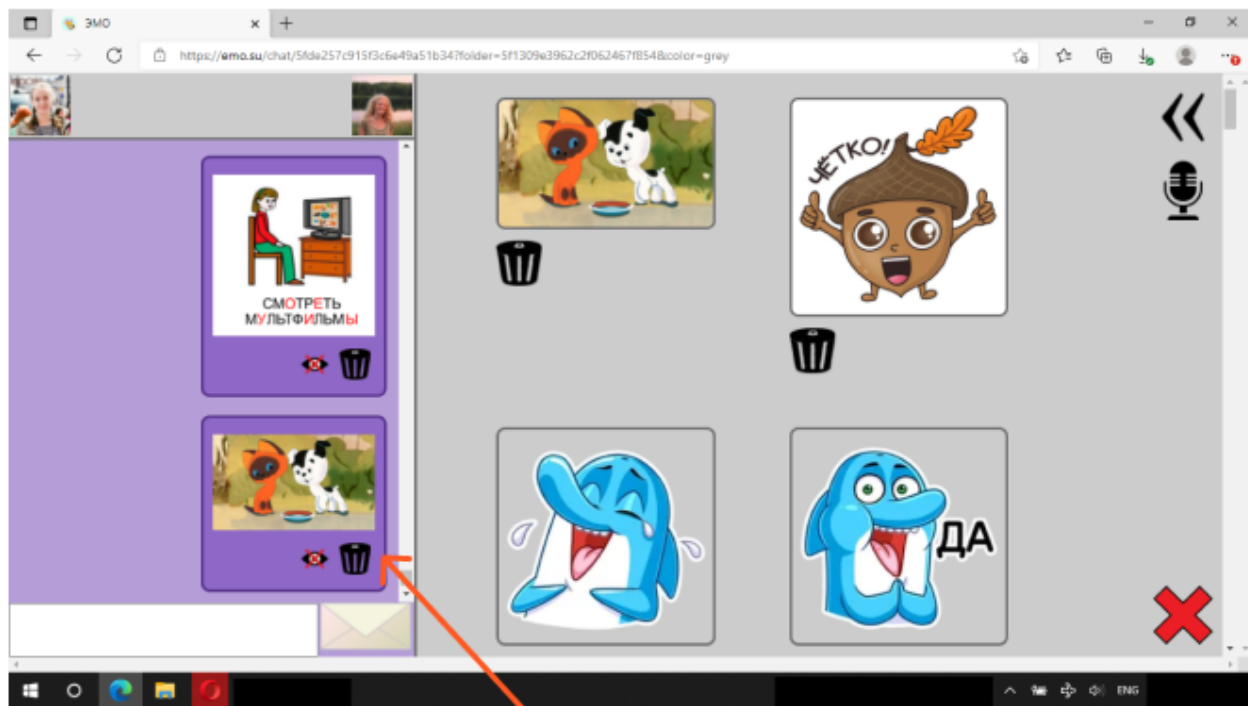 ЭМО
https://emo.su/chat/5fde257c915f3c6e49a51b34?folder=5f1309e3962c2f062467f854&color=grey
СМОТРЕТЬ
МУЛЬТФИЛЬМЫ
ЧЁТКО!
ДА
ENG